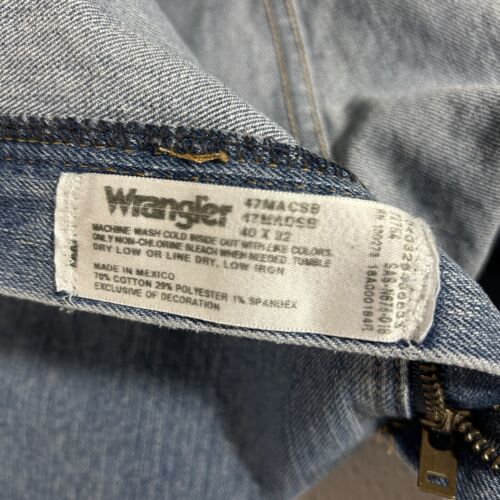 Wrangler
47MACSB
40 X 32
MACHINE WASH COLD INSIDE OUT WITH LIKE COLORS.
ONLY NON-CHLORINE BLEACH WHEN NEEDED. TUMBLE
DRY LOW OR LINE DRY, LOW IRON
MADE IN MEXICO
70% COTTON 29% POLYESTER 1% SPANDEX
EXCLUSIVE OF DECORATION